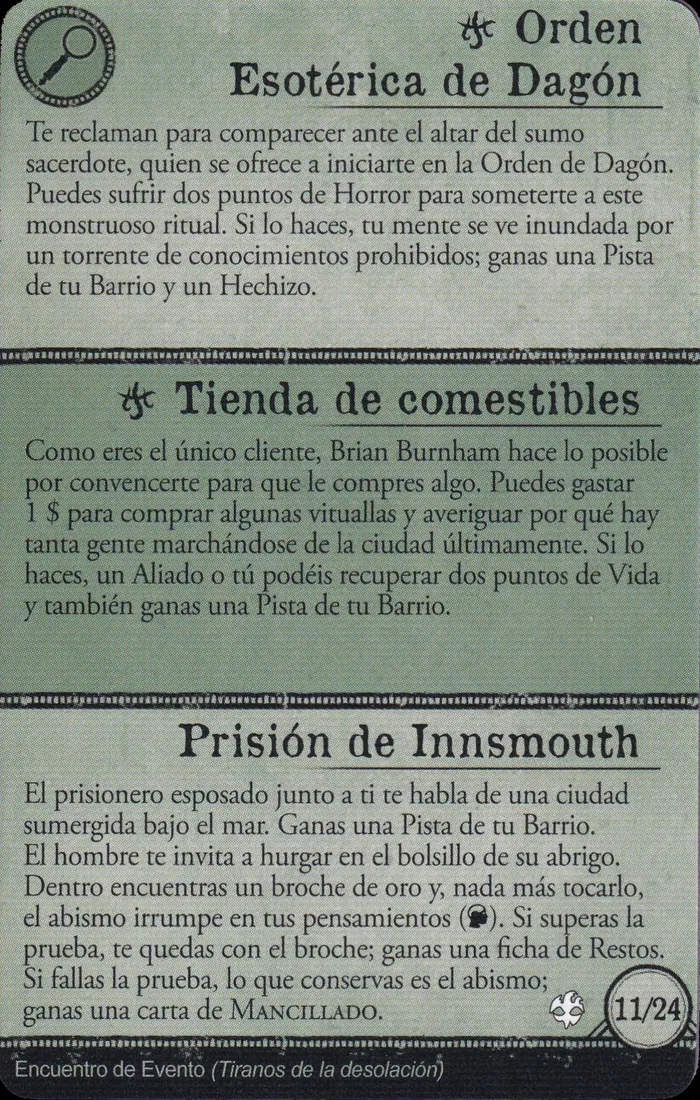 Orden
Esotérica de Dagón
Te reclaman para comparecer ante el altar del sumo
sacerdote, quien se ofrece a iniciarte en la Orden de Dagón.
Puedes sufrir dos puntos de Horror para someterte a este
monstruoso ritual. Si lo haces, tu mente se ve inundada por
un torrente de conocimientos prohibidos; ganas una Pista
de tu Barrio y un Hechizo.
Tienda de comestibles
Como eres el único cliente, Brian Burnham hace lo posible
por convencerte para que le compres algo. Puedes gastar
1 $ para comprar algunas vituallas y averiguar por qué hay
tanta gente marchándose de la ciudad últimamente. Si lo
haces, un Aliado o tú podéis recuperar dos puntos de Vida
y también ganas una Pista de tu Barrio.
Prisión de Innsmouth
El prisionero esposado junto a ti te habla de una ciudad
sumergida bajo el mar. Ganas una Pista de tu Barrio.
El hombre te invita a hurgar en el bolsillo de su abrigo.
Dentro encuentras un broche de oro y, nada más tocarlo,
el abismo irrumpe en tus pensamientos (). Si superas la
prueba, te quedas con el broche; ganas una ficha de Restos.
Si fallas la prueba, lo que conservas es el abismo;
ganas una carta de MANCILLADO.
11/24
Encuentro de Evento (Tiranos de la desolación)